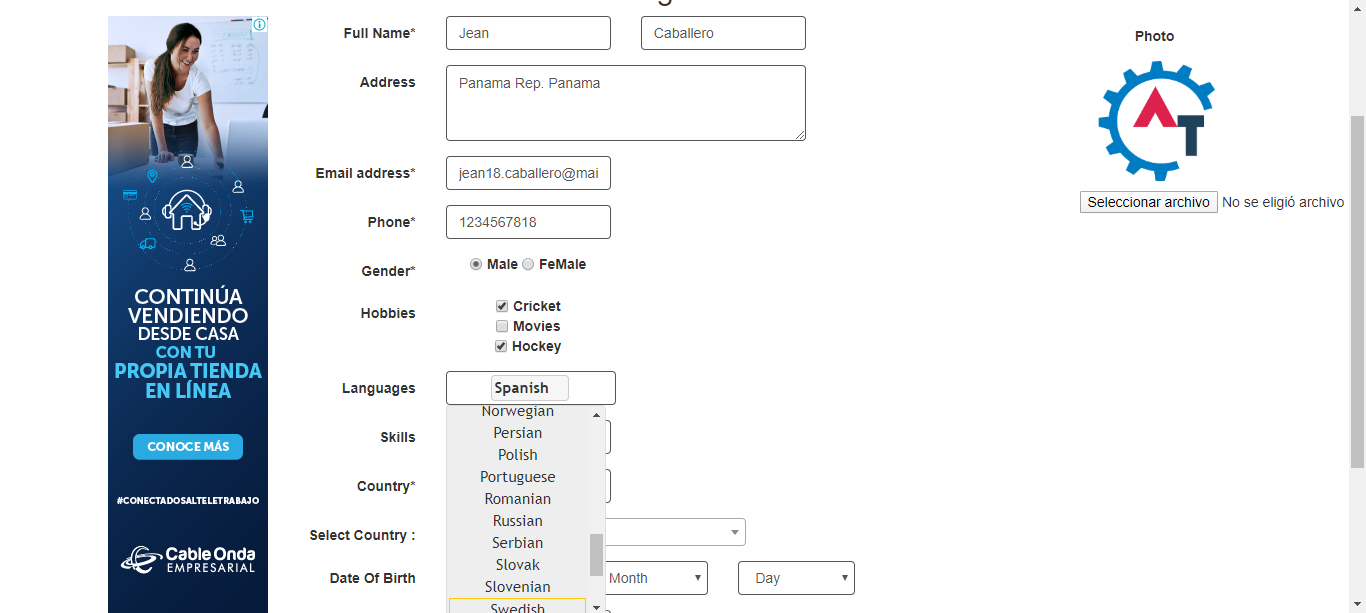 Full Name*
Jean
Caballero
Photo
Address
Panama Rep. Panama
Email address*
jean18.caballero@mai
Seleccionar archivo No se eligió archivo
Phone*
1234567818
Gender*
Male FeMale
Hobbies
Cricket
Movies
Hockey
Languages
Spanish
Norwegian
Persian
Polish
Portuguese
Romanian
Russian
Serbian
Slovak
Slovenian
Swedish
Skills
Country*
Select Country :
Date Of Birth
Month
Day
CONTINÚA
VENDIENDO
DESDE CASA
CON TU
PROPIA TIENDA
EN LÍNEA
CONOCE MÁS
#CONECTADOSALTELETRABAJO
Cable Onda
EMPRESARIAL